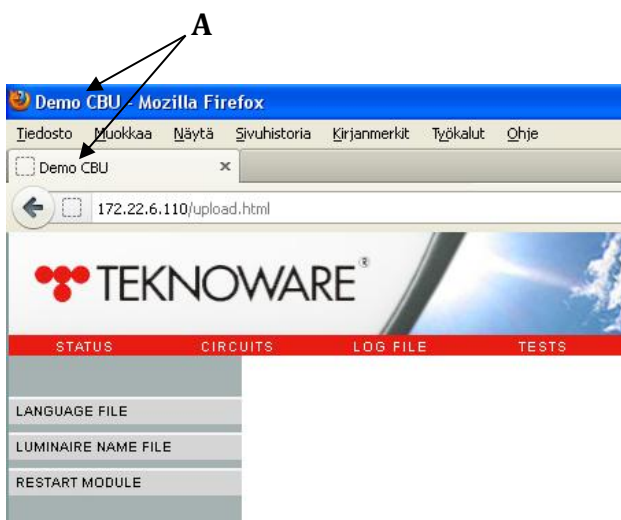 A
Demo CBU - Mozilla Firefox
Tiedosto Muokkaa Näytä Sivuhistoria Kirjanmerkit Työkalut Ohje
Demo CBU ×
172.22.6.110/upload.html
TEKNOWARE®
STATUS CIRCUITS LOG FILE TESTS
LANGUAGE FILE
LUMINAIRE NAME FILE
RESTART MODULE